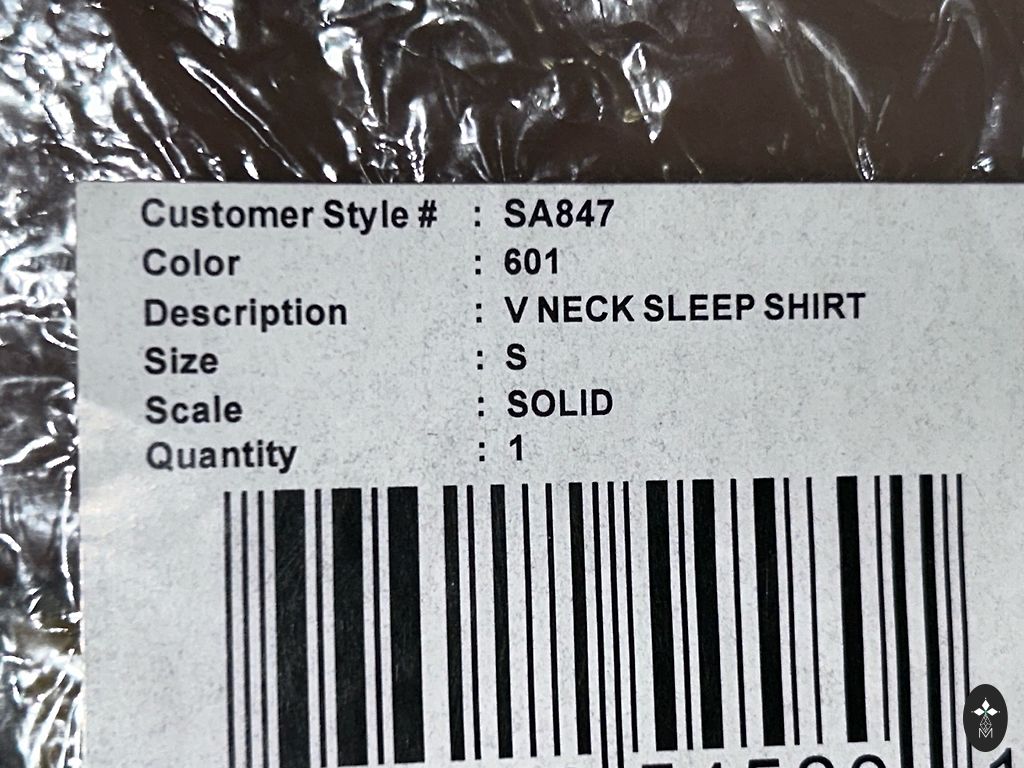 Customer Style # : SA847
Color : 601
Description : V NECK SLEEP SHIRT
Size : S
Scale : SOLID
Quantity : 1